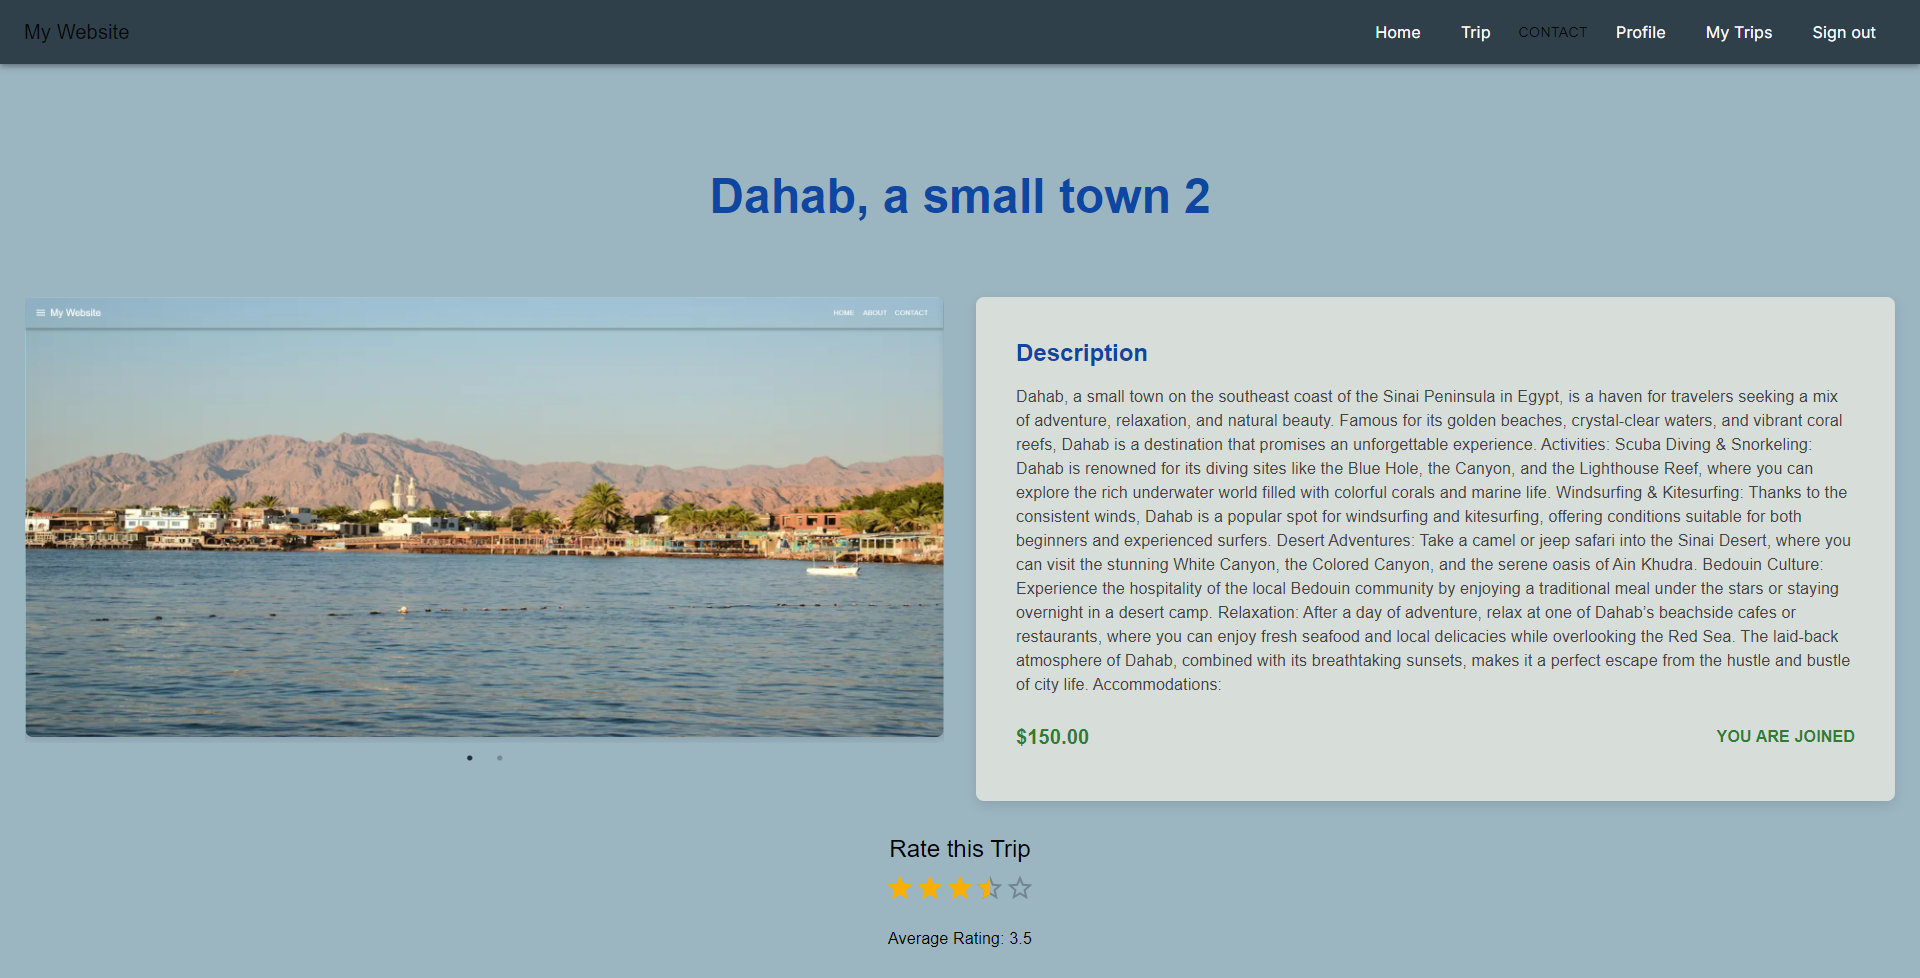 My Website
Home Trip CONTACT Profile My Trips Sign out
Dahab, a small town 2
My Website HOME ABOUT CONTACT
Description
Dahab, a small town on the southeast coast of the Sinai Peninsula in Egypt, is a haven for travelers seeking a mix
of adventure, relaxation, and natural beauty. Famous for its golden beaches, crystal-clear waters, and vibrant coral
reefs, Dahab is a destination that promises an unforgettable experience. Activities: Scuba Diving & Snorkeling:
Dahab is renowned for its diving sites like the Blue Hole, the Canyon, and the Lighthouse Reef, where you can
explore the rich underwater world filled with colorful corals and marine life. Windsurfing & Kitesurfing: Thanks to the
consistent winds, Dahab is a popular spot for windsurfing and kitesurfing, offering conditions suitable for both
beginners and experienced surfers. Desert Adventures: Take a camel or jeep safari into the Sinai Desert, where you
can visit the stunning White Canyon, the Colored Canyon, and the serene oasis of Ain Khudra. Bedouin Culture:
Experience the hospitality of the local Bedouin community by enjoying a traditional meal under the stars or staying
overnight in a desert camp. Relaxation: After a day of adventure, relax at one of Dahab’s beachside cafes or
restaurants, where you can enjoy fresh seafood and local delicacies while overlooking the Red Sea. The laid-back
atmosphere of Dahab, combined with its breathtaking sunsets, makes it a perfect escape from the hustle and bustle
of city life. Accommodations:
$150.00
YOU ARE JOINED
Rate this Trip
Average Rating: 3.5